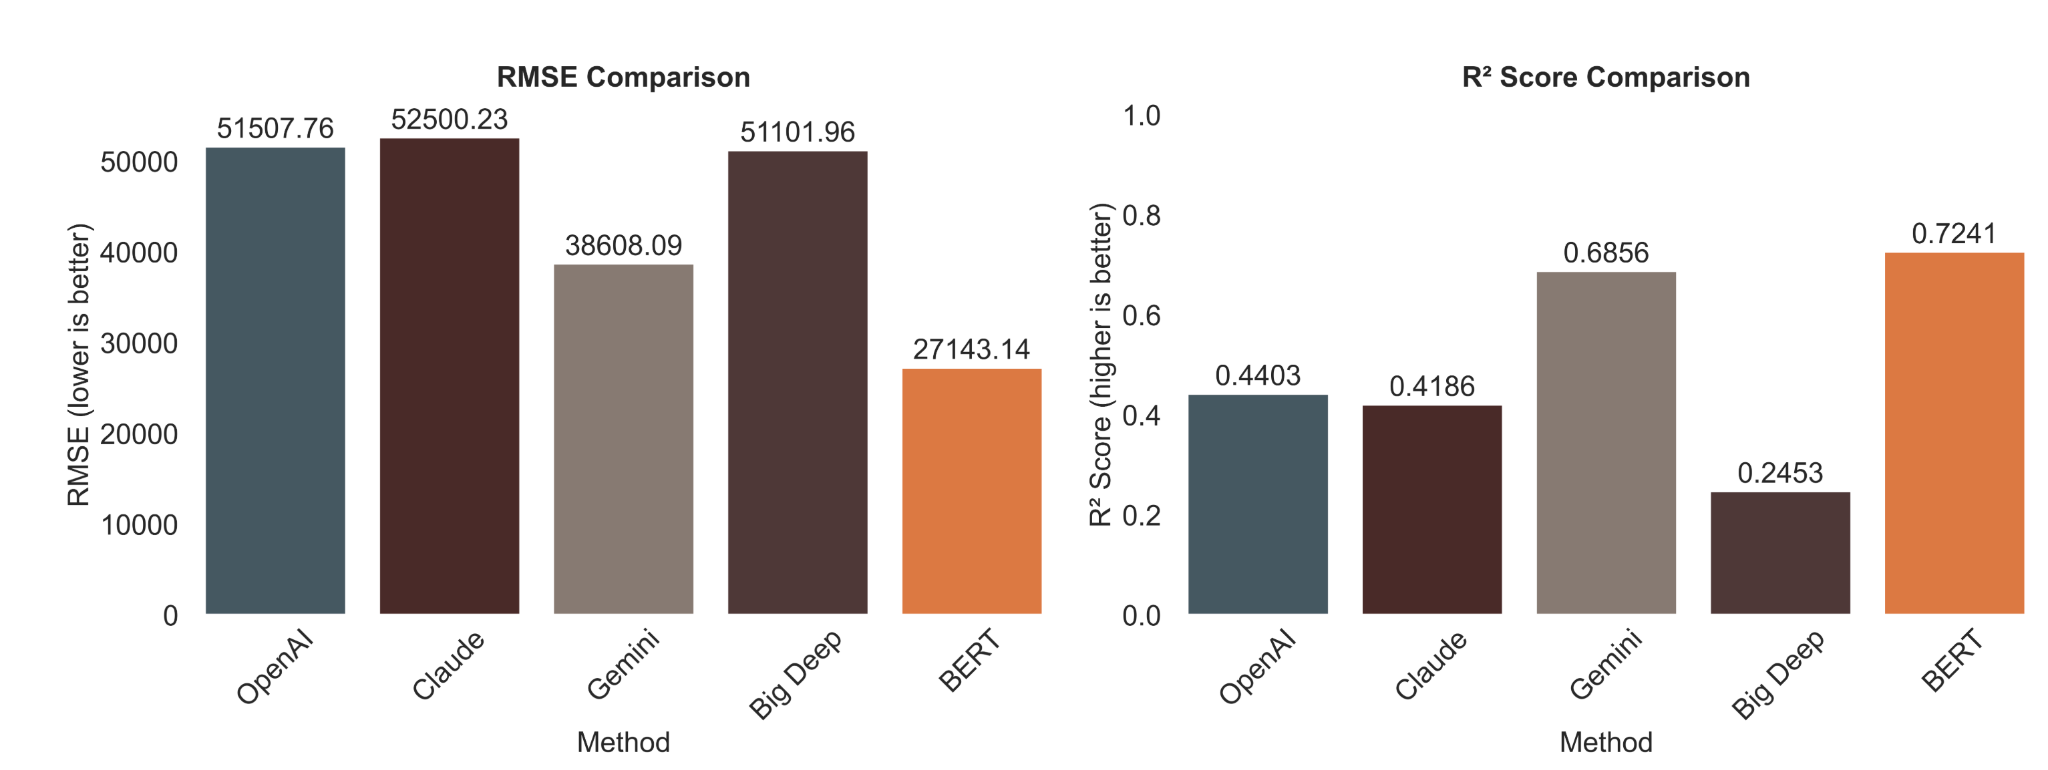 RMSE Comparison
RMSE (lower is better)
50000
40000
30000
20000
10000
0
51507.76
52500.23
38608.09
51101.96
27143.14
OpenAI
Claude
Gemini
Big Deep
BERT
Method
R² Score Comparison
R² Score (higher is better)
1.0
0.8
0.6
0.4
0.2
0.0
0.4403
0.4186
0.6856
0.2453
0.7241
OpenAI
Claude
Gemini
Big Deep
BERT
Method